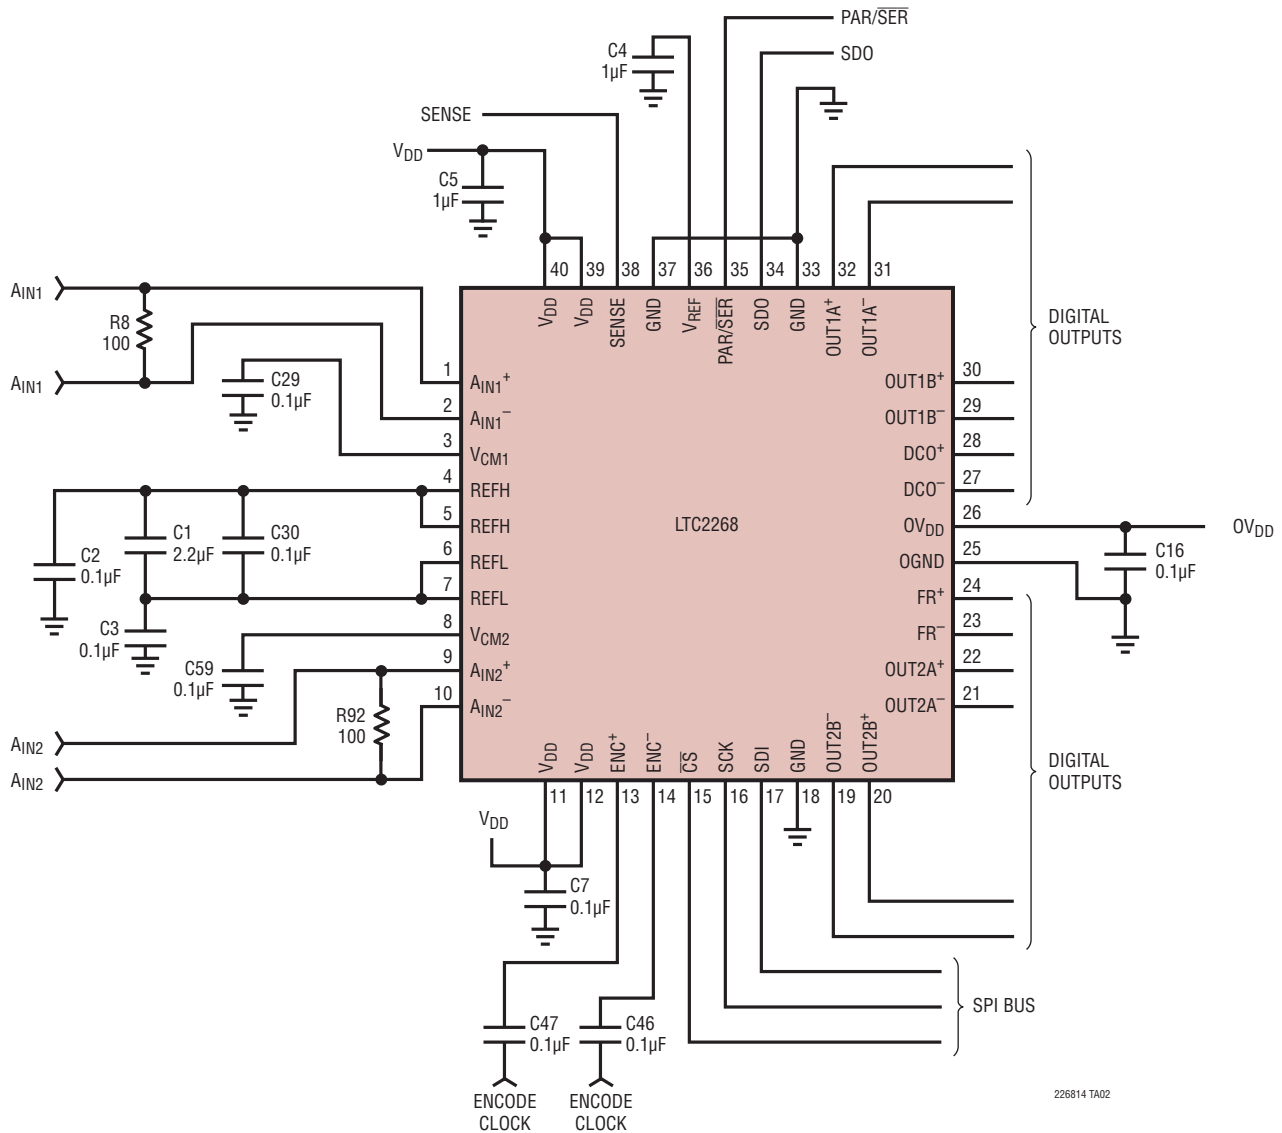 PAR/SER
C4
1µF
SDO
SENSE
VDD
C5
1µF
40 39 38 37 36 35 34 33 32 31
VDD VDD SENSE GND VREF PAR/SER SDO GND OUT1A+ OUT1A−
DIGITAL
OUTPUTS
AIN1
R8
100
AIN1
C29
0.1µF
1 AIN1+
2 AIN1−
3 VCM1
4 REFH
5 REFH
6 REFL
7 REFL
8 VCM2
9 AIN2+
10 AIN2−
C1
2.2µF
C30
0.1µF
C2
0.1µF
C3
0.1µF
C59
0.1µF
R92
100
AIN2
AIN2
LTC2268
OUT1B+ 30
OUT1B− 29
DCO+ 28
DCO− 27
OVDD 26
OGND 25
FR+ 24
FR− 23
OUT2A+ 22
OUT2A− 21
OVDD
C16
0.1µF
DIGITAL
OUTPUTS
VDD VDD ENC+ ENC− CS SCK SDI GND OUT2B− OUT2B+
11 12 13 14 15 16 17 18 19 20
VDD
C7
0.1µF
C47
0.1µF
C46
0.1µF
SPI BUS
ENCODE
CLOCK
ENCODE
CLOCK
226814 TA02